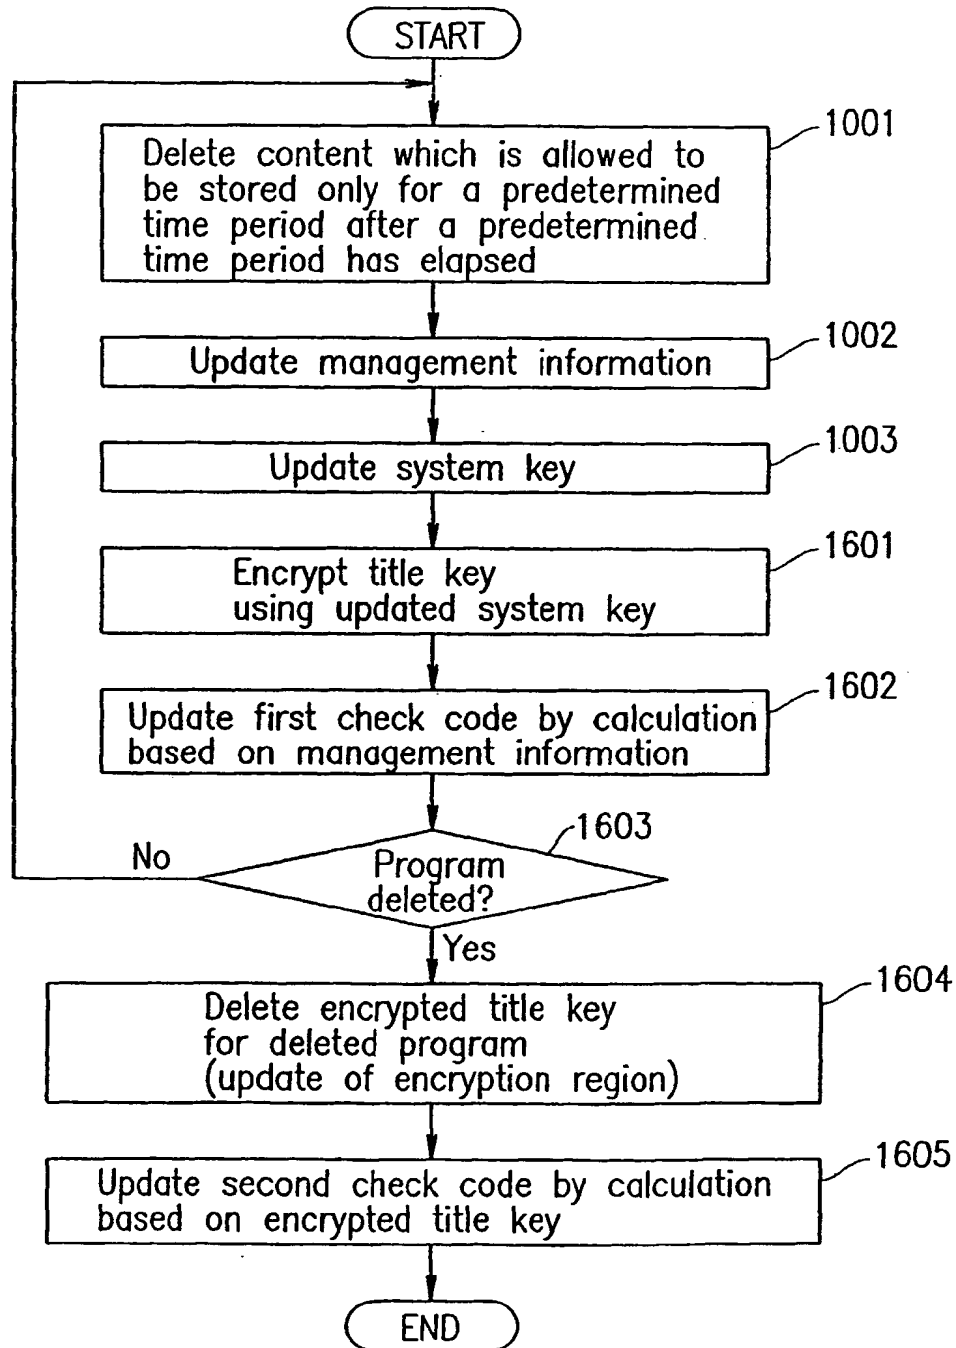 START
1001
Delete content which is allowed to
be stored only for a predetermined
time period after a predetermined
time period has elapsed
1002
Update management information
1003
Update system key
1601
Encrypt title key
using updated system key
1602
Update first check code by calculation
based on management information
1603
No
Program
deleted?
Yes
1604
Delete encrypted title key
for deleted program
(update of encryption region)
1605
Update second check code by calculation
based on encrypted title key
END